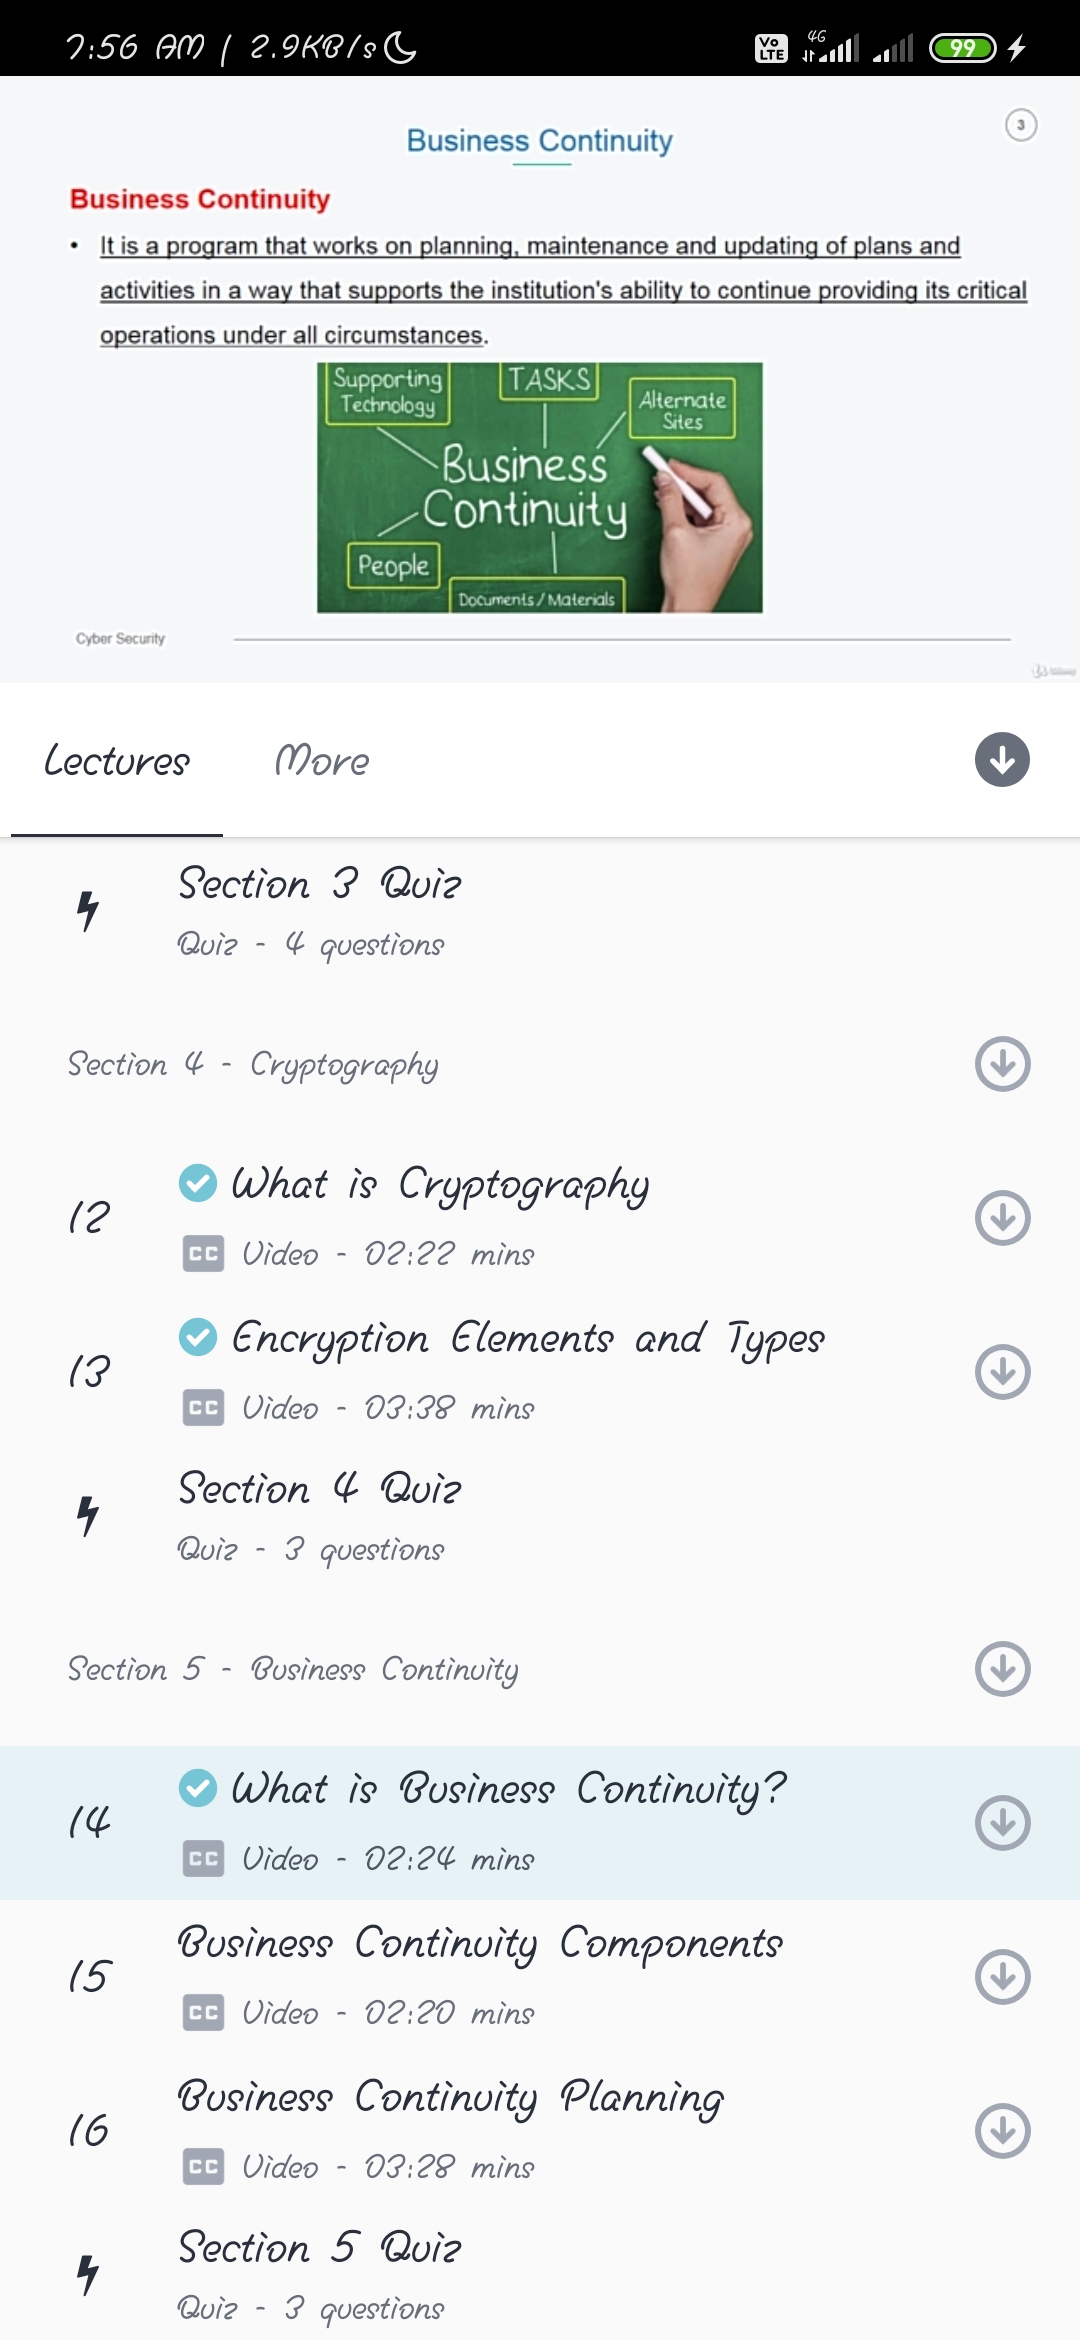 7:56 AM | 2.9KB/s
Vo LTE 4G 99
Business Continuity
3
Business Continuity
• It is a program that works on planning, maintenance and updating of plans and
activities in a way that supports the institution's ability to continue providing its critical
operations under all circumstances.
Supporting
Technology
TASKS
Alternate
Sites
Business
Continuity
People
Documents / Materials
Cyber Security
Udemy
Lectures More
Section 3 Quiz
Quiz - 4 questions
Section 4 - Cryptography
12
What is Cryptography
CC Video - 02:22 mins
13
Encryption Elements and Types
CC Video - 03:38 mins
Section 4 Quiz
Quiz - 3 questions
Section 5 - Business Continuity
14
What is Business Continuity?
CC Video - 02:24 mins
15
Business Continuity Components
CC Video - 02:20 mins
16
Business Continuity Planning
CC Video - 03:28 mins
Section 5 Quiz
Quiz - 3 questions